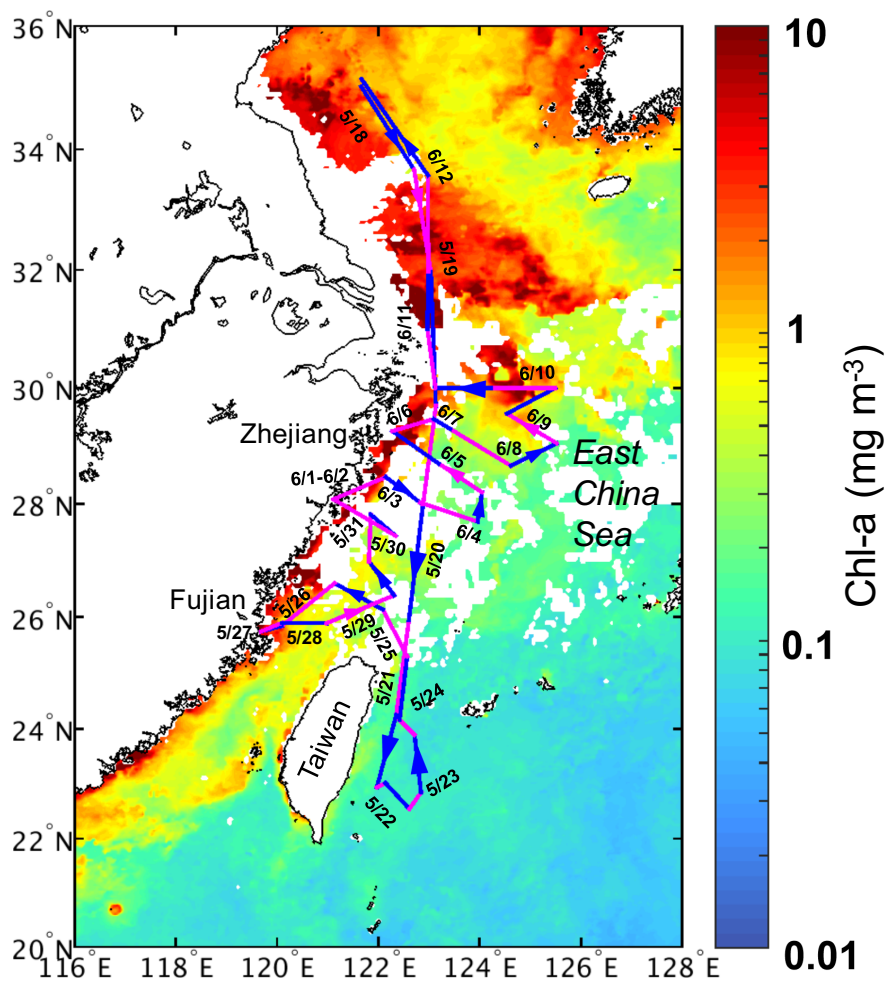 36°N
34°N
32°N
30°N
28°N
26°N
24°N
22°N
20°N
116°E
118°E
120°E
122°E
124°E
126°E
128°E
5/18
6/12
5/19
6/11
6/10
6/9
6/6
6/7
6/8
Zhejiang
East
China
Sea
6/5
6/1-6/2
6/3
6/4
5/31
5/30
5/20
Fujian
5/26
5/27
5/28
5/29
5/25
5/21
5/24
Taiwan
5/23
5/22
10
1
0.1
0.01
Chl-a (mg m⁻³)